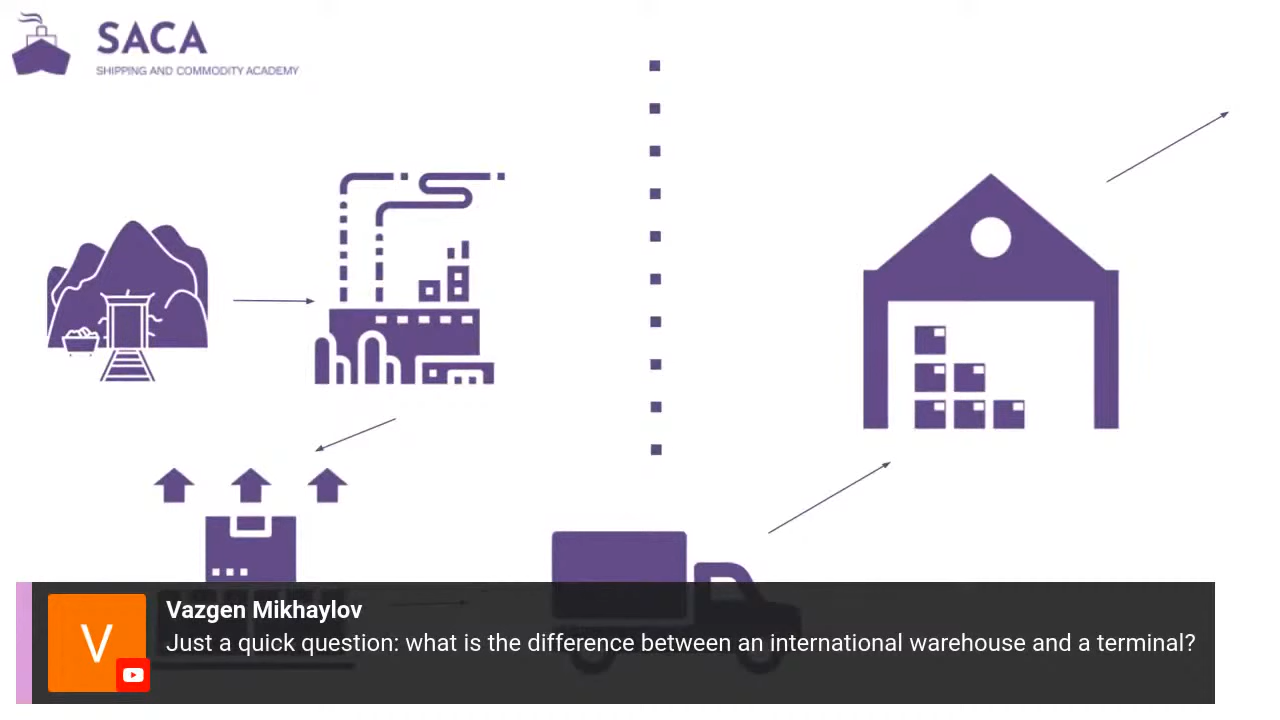 SACA
SHIPPING AND COMMODITY ACADEMY
Vazgen Mikhaylov
V
Just a quick question: what is the difference between an international warehouse and a terminal?